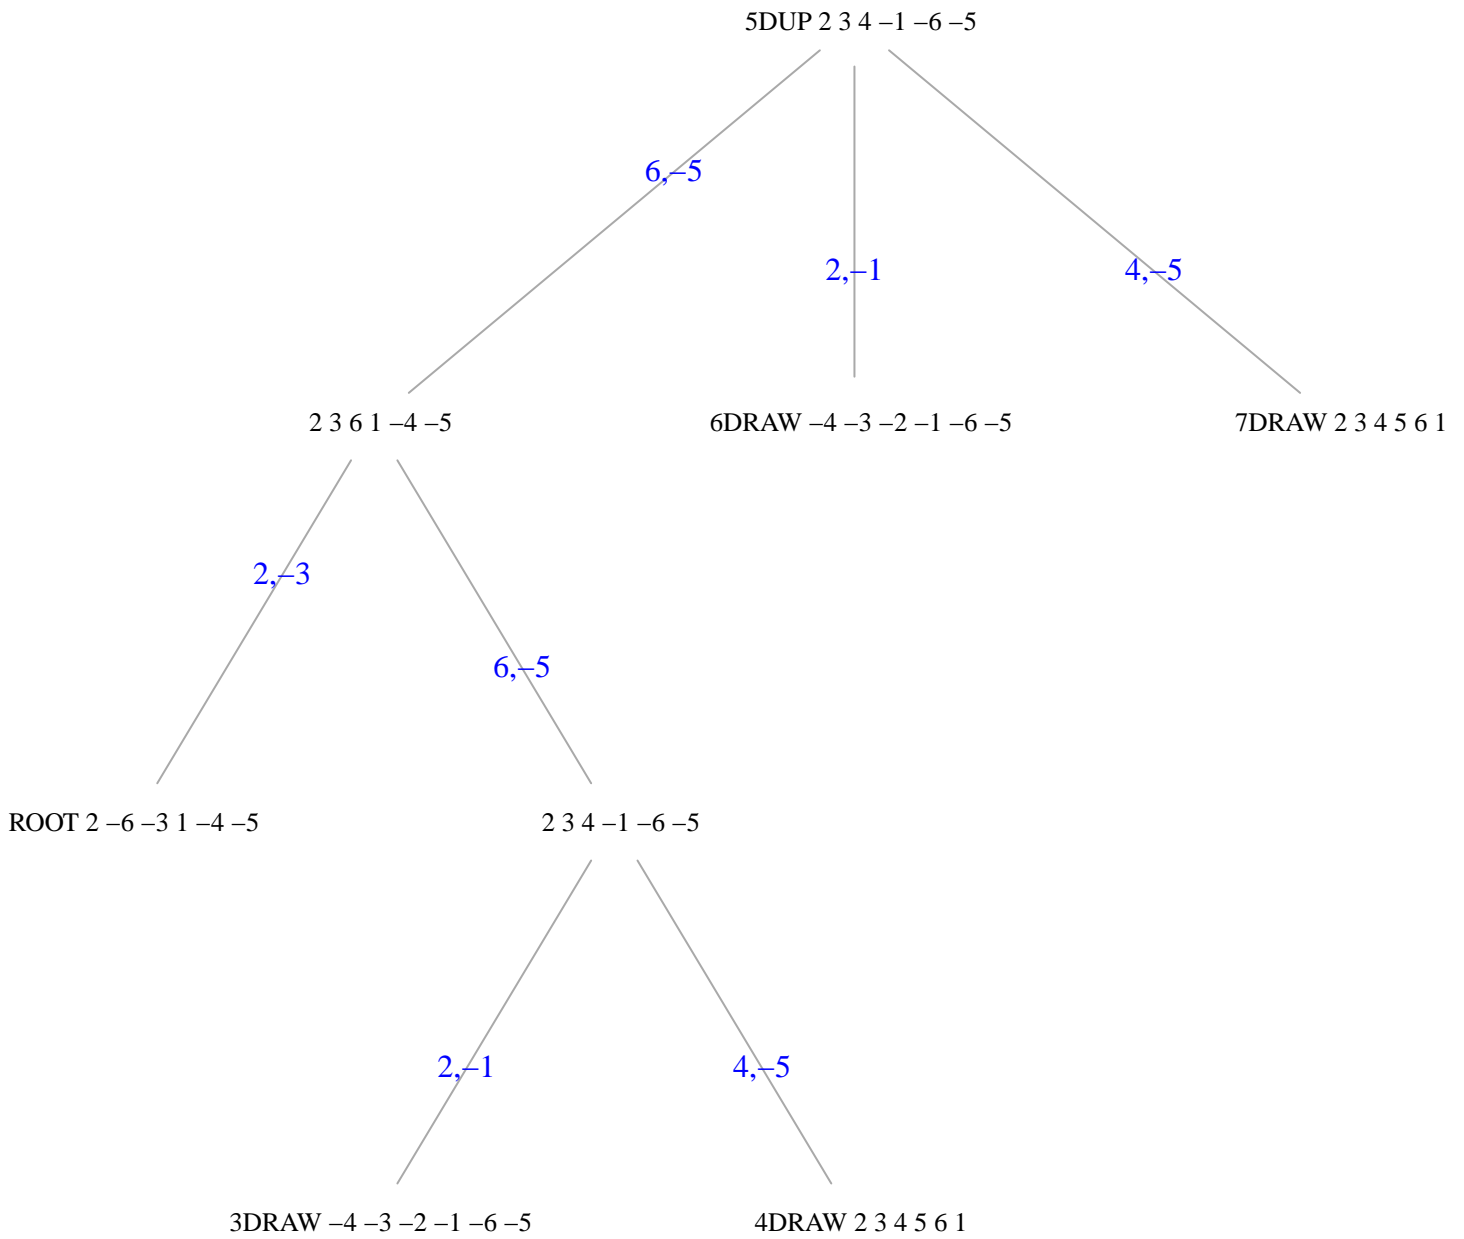 5DUP 2 3 4 –1 –6 –5
6,–5
2,–1
4,–5
2 3 6 1 –4 –5
6DRAW –4 –3 –2 –1 –6 –5
7DRAW 2 3 4 5 6 1
2,–3
6,–5
ROOT 2 –6 –3 1 –4 –5
2 3 4 –1 –6 –5
2,–1
4,–5
3DRAW –4 –3 –2 –1 –6 –5
4DRAW 2 3 4 5 6 1